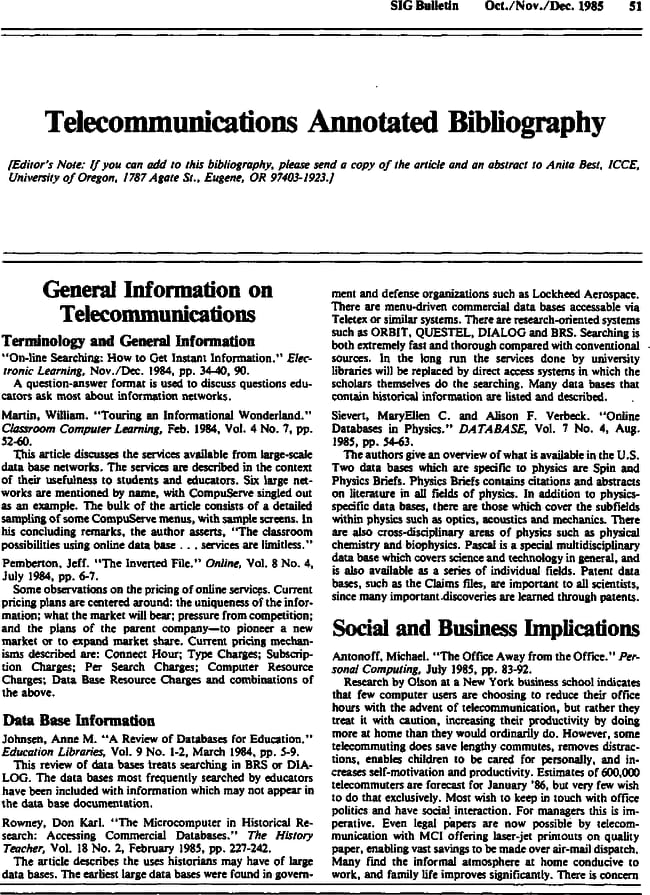 SIG Bulletin Oct./Nov./Dec. 1985 51
Telecommunications Annotated Bibliography
[Editor's Note: If you can add to this bibliography, please send a copy of the article and an abstract to Anita Best, ICCE,
University of Oregon, 1787 Agate St., Eugene, OR 97403-1923.]
General Information on
Telecommunications
Terminology and General Information
"On-line Searching: How to Get Instant Information." Elec-
tronic Learning, Nov./Dec. 1984, pp. 34-40, 90.
A question-answer format is used to discuss questions edu-
cators ask most about information networks.
Martin, William. "Touring an Informational Wonderland."
Classroom Computer Learning, Feb. 1984, Vol. 4 No. 7, pp.
52-60.
This article discusses the services available from large-scale
data base networks. The services are described in the context
of their usefulness to students and educators. Six large net-
works are mentioned by name, with CompuServe singled out
as an example. The bulk of the article consists of a detailed
sampling of some CompuServe menus, with sample screens. In
his concluding remarks, the author asserts, "The classroom
possibilities using online data base . . . services are limitless."
Pemberton, Jeff. "The Inverted File." Online, Vol. 8 No. 4,
July 1984, pp. 6-7.
Some observations on the pricing of online services. Current
pricing plans are centered around: the uniqueness of the infor-
mation; what the market will bear; pressure from competition;
and the plans of the parent company—to pioneer a new
market or to expand market share. Current pricing mechan-
isms described are: Connect Hour; Type Charges; Subscrip-
tion Charges; Per Search Charges; Computer Resource
Charges; Data Base Resource Charges and combinations of
the above.
Data Base Information
Johnsen, Anne M. "A Review of Databases for Education."
Education Libraries, Vol. 9 No. 1-2, March 1984, pp. 5-9.
This review of data bases treats searching in BRS or DIA-
LOG. The data bases most frequently searched by educators
have been included with information which may not appear in
the data base documentation.
Rowney, Don Karl. "The Microcomputer in Historical Re-
search: Accessing Commercial Databases." The History
Teacher, Vol. 18 No. 2, February 1985, pp. 227-242.
The article describes the uses historians may have of large
data bases. The earliest large data bases were found in govern-
ment and defense organizations such as Lockheed Aerospace.
There are menu-driven commercial data bases accessable via
Teletex or similar systems. There are research-oriented systems
such as ORBIT, QUESTEL, DIALOG and BRS. Searching is
both extremely fast and thorough compared with conventional
sources. In the long run the services done by university
libraries will be replaced by direct access systems in which the
scholars themselves do the searching. Many data bases that
contain historical information are listed and described.
Sievert, MaryEllen C. and Alison F. Verbeck. "Online
Databases in Physics." DATABASE, Vol. 7 No. 4, Aug.
1985, pp. 54-63.
The authors give an overview of what is available in the U.S.
Two data bases which are specific to physics are Spin and
Physics Briefs. Physics Briefs contains citations and abstracts
on literature in all fields of physics. In addition to physics-
specific data bases, there are those which cover the subfields
within physics such as optics, acoustics and mechanics. There
are also cross-disciplinary areas of physics such as physical
chemistry and biophysics. Pascal is a special multidisciplinary
data base which covers science and technology in general, and
is also available as a series of individual fields. Patent data
bases, such as the Claims files, are important to all scientists,
since many important discoveries are learned through patents.
Social and Business Implications
Antonoff, Michael. "The Office Away from the Office." Per-
sonal Computing, July 1985, pp. 83-92.
Research by Olson at a New York business school indicates
that few computer users are choosing to reduce their office
hours with the advent of telecommunication, but rather they
treat it with caution, increasing their productivity by doing
more at home than they would ordinarily do. However, some
telecommuting does save lengthy commutes, removes distrac-
tions, enables children to be cared for personally, and in-
creases self-motivation and productivity. Estimates of 600,000
telecommuters are forecast for January '86, but very few wish
to do that exclusively. Most wish to keep in touch with office
politics and have social interaction. For managers this is im-
perative. Even legal papers are now possible by telecom-
munication with MCI offering laser-jet printouts on quality
paper, enabling vast savings to be made over air-mail dispatch.
Many find the informal atmosphere at home conducive to
work, and family life improves significantly. There is concern